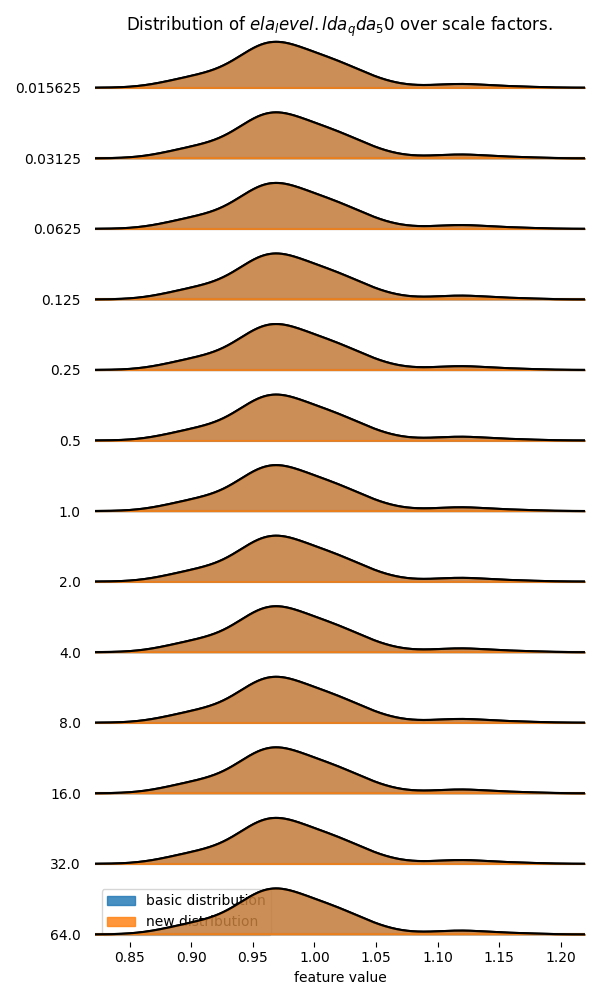 Distribution of ela_level.lda_qda_50 over scale factors.
0.015625
0.03125
0.0625
0.125
0.25
0.5
1.0
2.0
4.0
8.0
16.0
32.0
64.0
basic distribution
new distribution
0.85 0.90 0.95 1.00 1.05 1.10 1.15 1.20
feature value